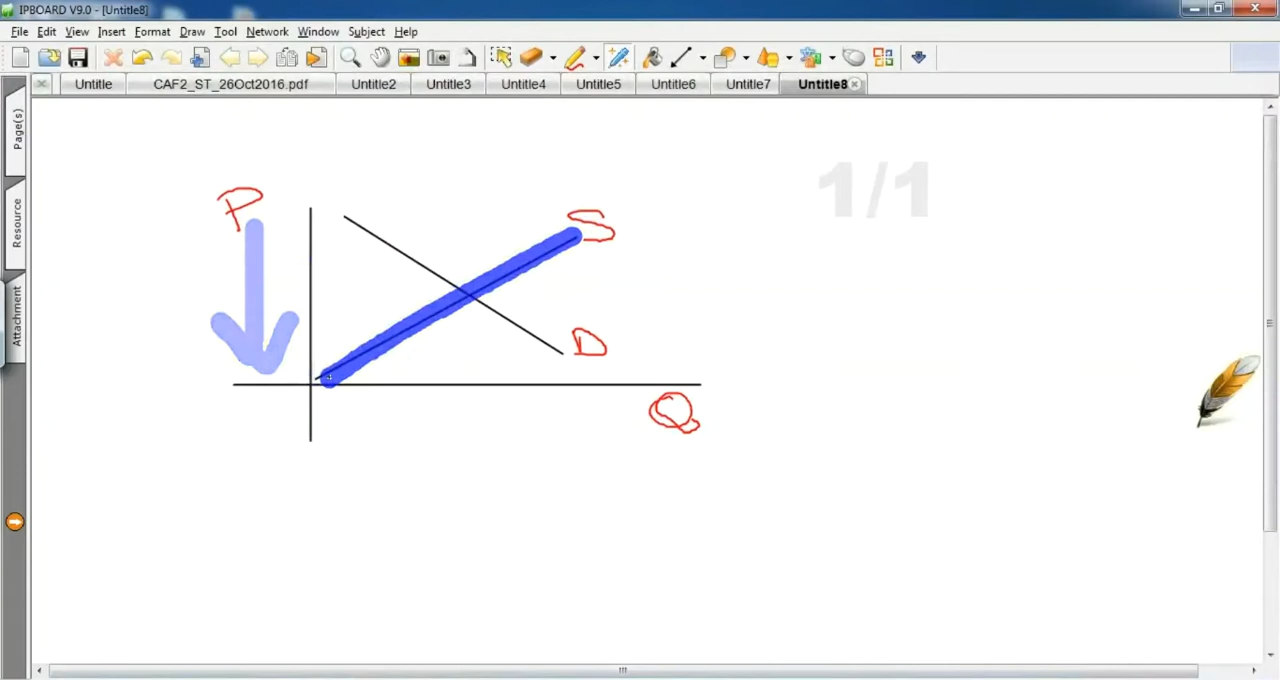 IPBOARD V9.0 - [Untitle8]
File Edit View Insert Format Draw Tool Network Window Subject Help
Untitle CAF2_ST_26Oct2016.pdf Untitle2 Untitle3 Untitle4 Untitle5 Untitle6 Untitle7 Untitle8
Page(s)
Resource
Attachment
1/1
P
S
D
Q